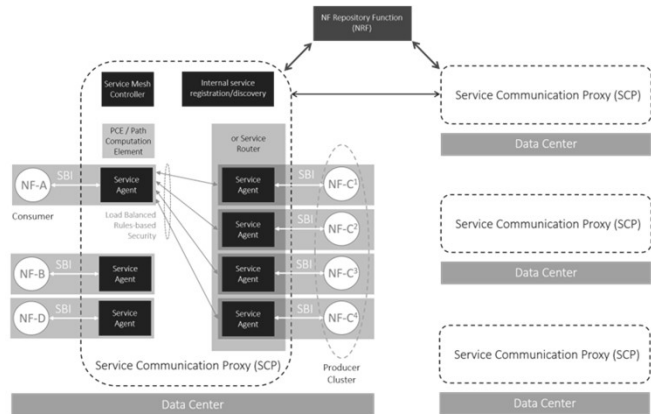 NF Repository Function
(NRF)
Service Mesh
Controller
Internal service
registration/discovery
Service Communication Proxy (SCP)
PCE / Path
Computation
Element
or Service
Router
Data Center
NF-A
SBI
Service
Agent
Service
Agent
SBI
NF-C¹
Consumer
Load Balanced
Rules-based
Security
Service
Agent
NF-C²
Service Communication Proxy (SCP)
Data Center
NF-B
SBI
Service
Agent
Service
Agent
SBI
NF-C³
NF-D
SBI
Service
Agent
Service
Agent
SBI
NF-C⁴
Service Communication Proxy (SCP)
Service Communication Proxy (SCP)
Producer
Cluster
Data Center
Data Center